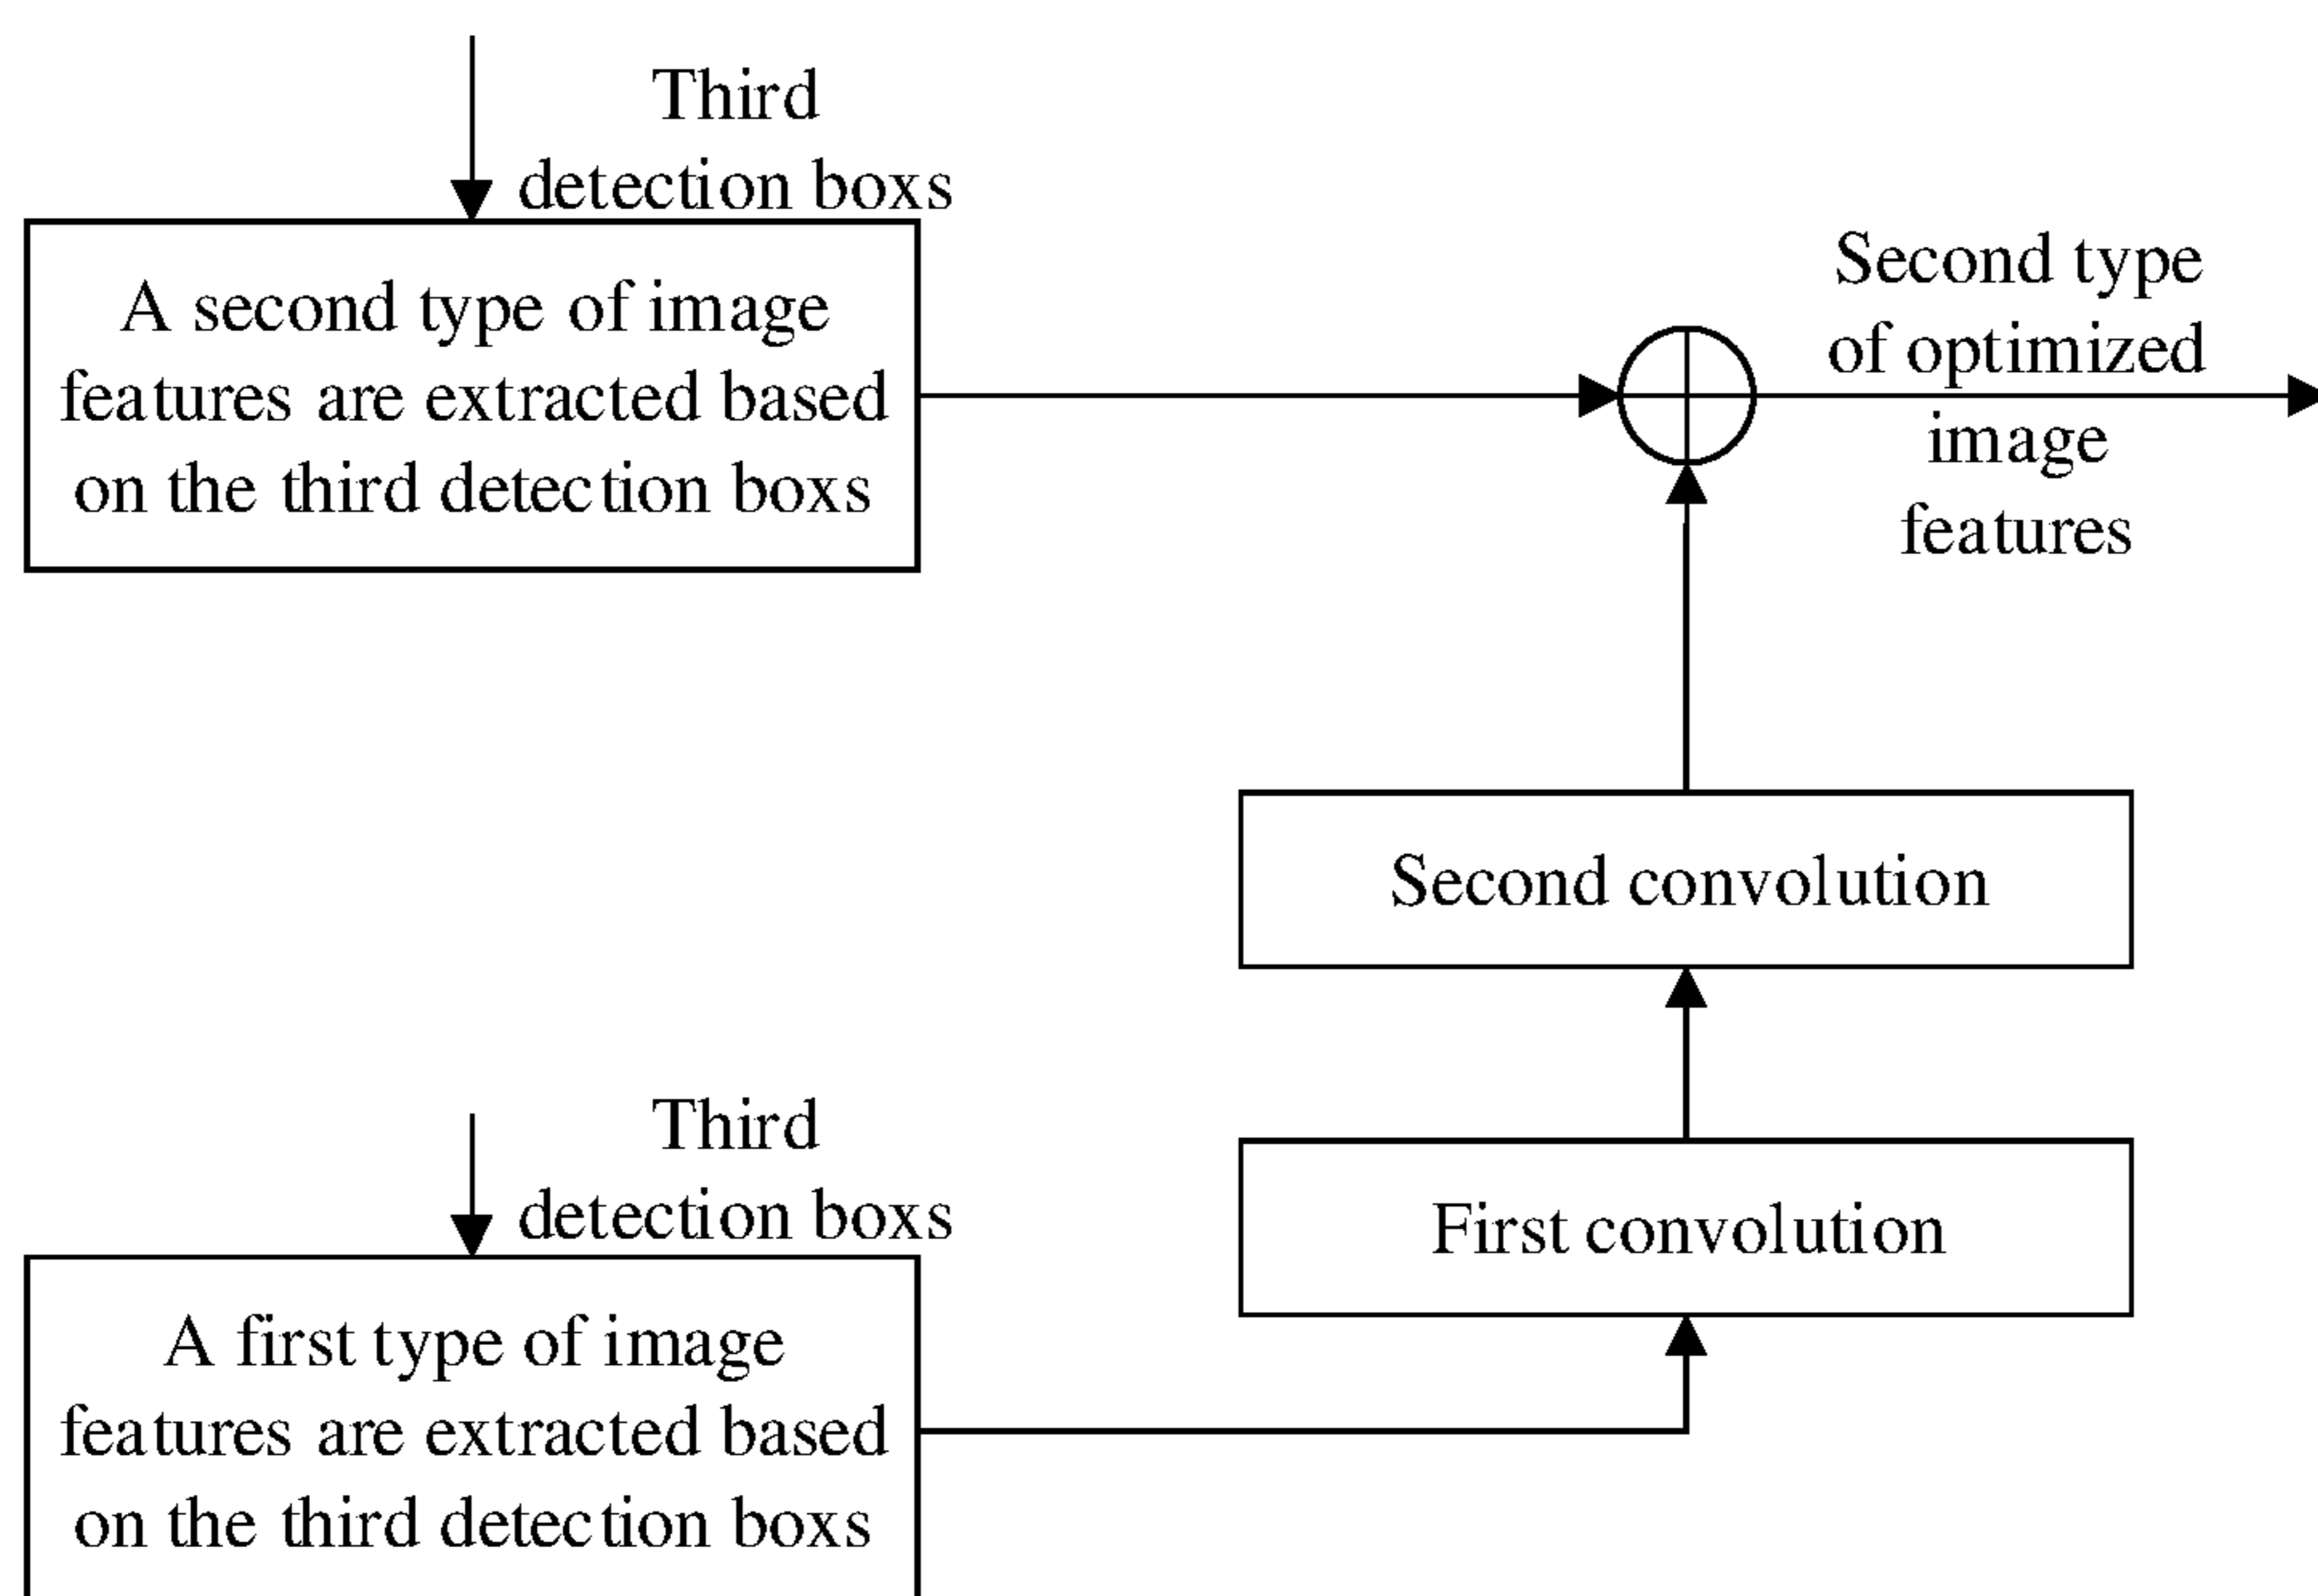 Third
detection boxs
A second type of image
features are extracted based
on the third detection boxs
Second type
of optimized
image
features
Second convolution
First convolution
Third
detection boxs
A first type of image
features are extracted based
on the third detection boxs